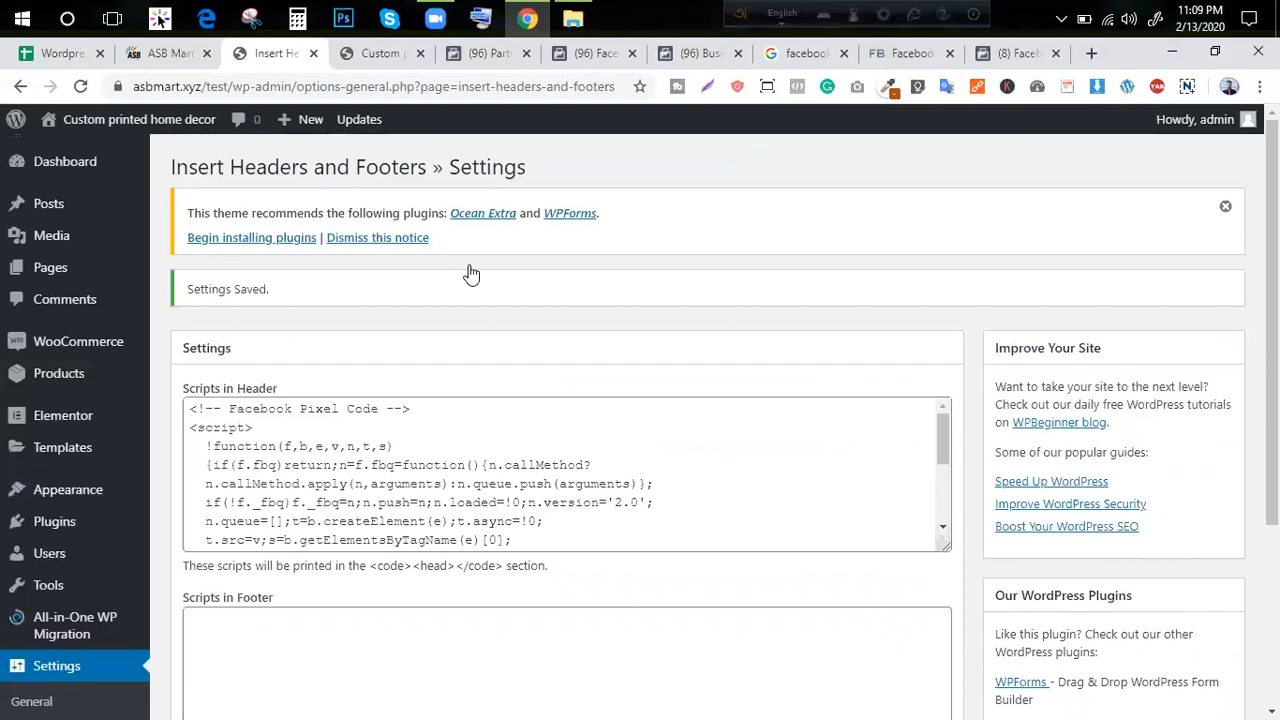 English
11:09 PM
2/13/2020
Wordpre
ASB Mar
Insert He
Custom p
(96) Part
(96) Face
(96) Bus
facebook
Faceboo
(8) Faceb
asbmart.xyz/test/wp-admin/options-general.php?page=insert-headers-and-footers
Custom printed home decor
0
New
Updates
Howdy, admin
Dashboard
Posts
Media
Pages
Comments
WooCommerce
Products
Elementor
Templates
Appearance
Plugins
Users
Tools
All-in-One WP
Migration
Settings
General
Insert Headers and Footers » Settings
This theme recommends the following plugins: Ocean Extra and WPForms.
Begin installing plugins | Dismiss this notice
Settings Saved.
Settings
Scripts in Header
<!-- Facebook Pixel Code -->
<script>
!function(f,b,e,v,n,t,s)
{if(f.fbq)return;n=f.fbq=function(){n.callMethod?
n.callMethod.apply(n,arguments):n.queue.push(arguments)};
if(!f._fbq)f._fbq=n;n.push=n;n.loaded=!0;n.version='2.0';
n.queue=[];t=b.createElement(e);t.async=!0;
t.src=v;s=b.getElementsByTagName(e)[0];
These scripts will be printed in the <code><head></code> section.
Scripts in Footer
Improve Your Site
Want to take your site to the next level?
Check out our daily free WordPress tutorials
on WPBeginner blog.
Some of our popular guides:
Speed Up WordPress
Improve WordPress Security
Boost Your WordPress SEO
Our WordPress Plugins
Like this plugin? Check out our other
WordPress plugins:
WPForms - Drag & Drop WordPress Form
Builder